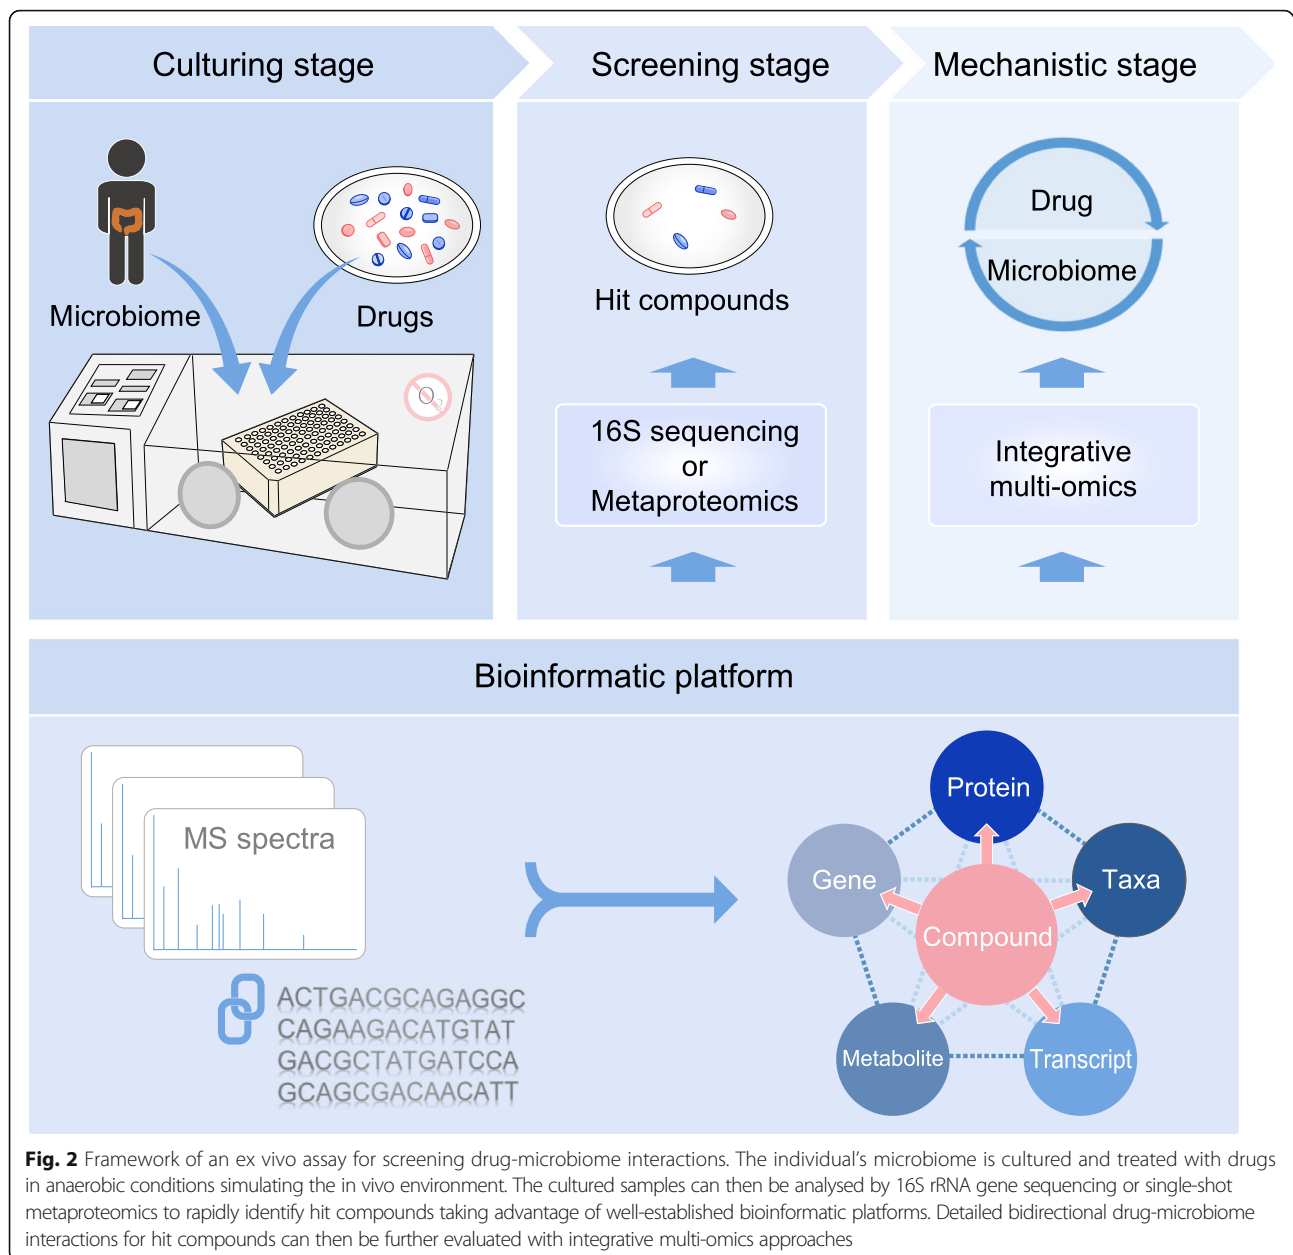 Culturing stage
Screening stage
Mechanistic stage
Microbiome
Drugs
O2
Hit compounds
16S sequencing
or
Metaproteomics
Drug
Microbiome
Integrative
multi-omics
Bioinformatic platform
MS spectra
ACTGACGCAGAGGC
CAGAAGACATGTAT
GACGCTATGATCCA
GCAGCGACAACATT
Protein
Gene
Taxa
Compound
Metabolite
Transcript
Fig. 2 Framework of an ex vivo assay for screening drug-microbiome interactions. The individual's microbiome is cultured and treated with drugs
in anaerobic conditions simulating the in vivo environment. The cultured samples can then be analysed by 16S rRNA gene sequencing or single-shot
metaproteomics to rapidly identify hit compounds taking advantage of well-established bioinformatic platforms. Detailed bidirectional drug-microbiome
interactions for hit compounds can then be further evaluated with integrative multi-omics approaches